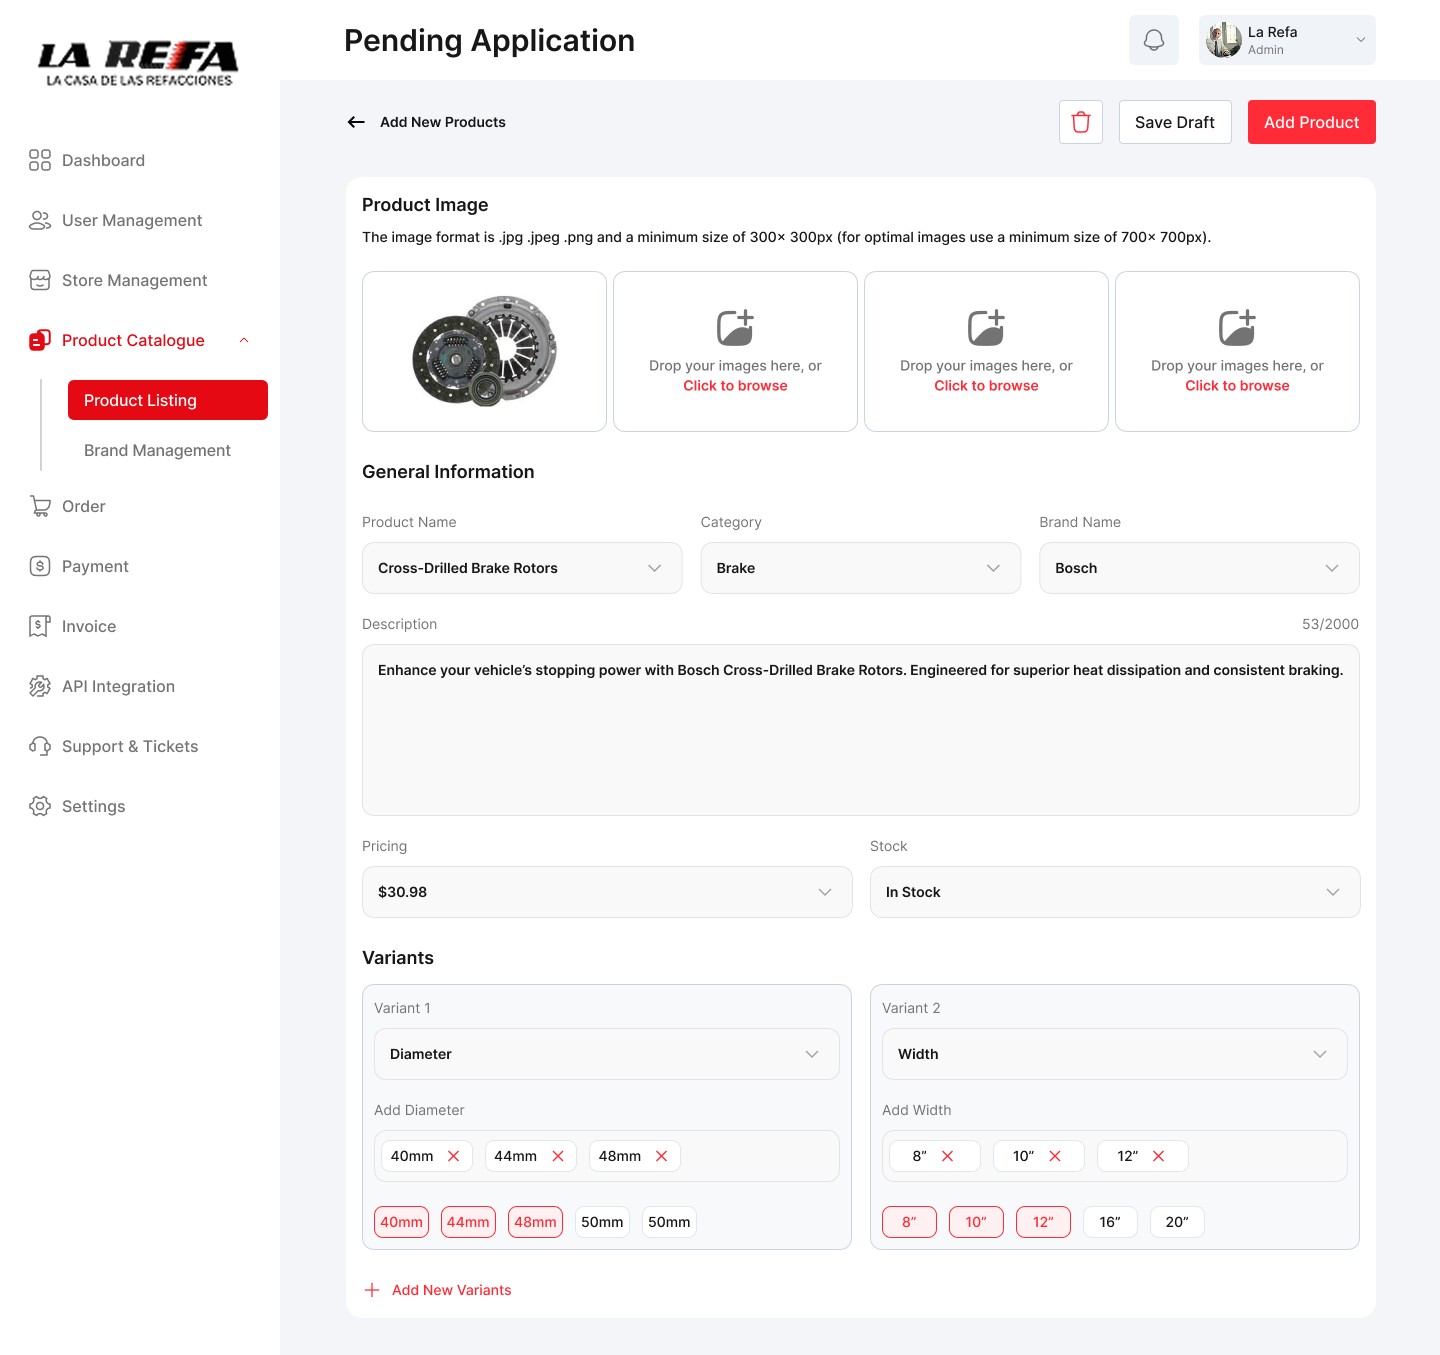 LA REFA
LA CASA DE LAS REFACCIONES
Dashboard
User Management
Store Management
Product Catalogue
Product Listing
Brand Management
Order
Payment
Invoice
API Integration
Support & Tickets
Settings
Pending Application
La Refa
Admin
Add New Products
Save Draft
Add Product
Product Image
The image format is .jpg .jpeg .png and a minimum size of 300x 300px (for optimal images use a minimum size of 700x 700px).
Drop your images here, or
Click to browse
Drop your images here, or
Click to browse
Drop your images here, or
Click to browse
General Information
Product Name
Category
Brand Name
Cross-Drilled Brake Rotors
Brake
Bosch
Description
53/2000
Enhance your vehicle’s stopping power with Bosch Cross-Drilled Brake Rotors. Engineered for superior heat dissipation and consistent braking.
Pricing
Stock
$30.98
In Stock
Variants
Variant 1
Diameter
Add Diameter
40mm 44mm 48mm
40mm 44mm 48mm 50mm 50mm
Variant 2
Width
Add Width
8” 10” 12”
8” 10” 12” 16” 20”
Add New Variants